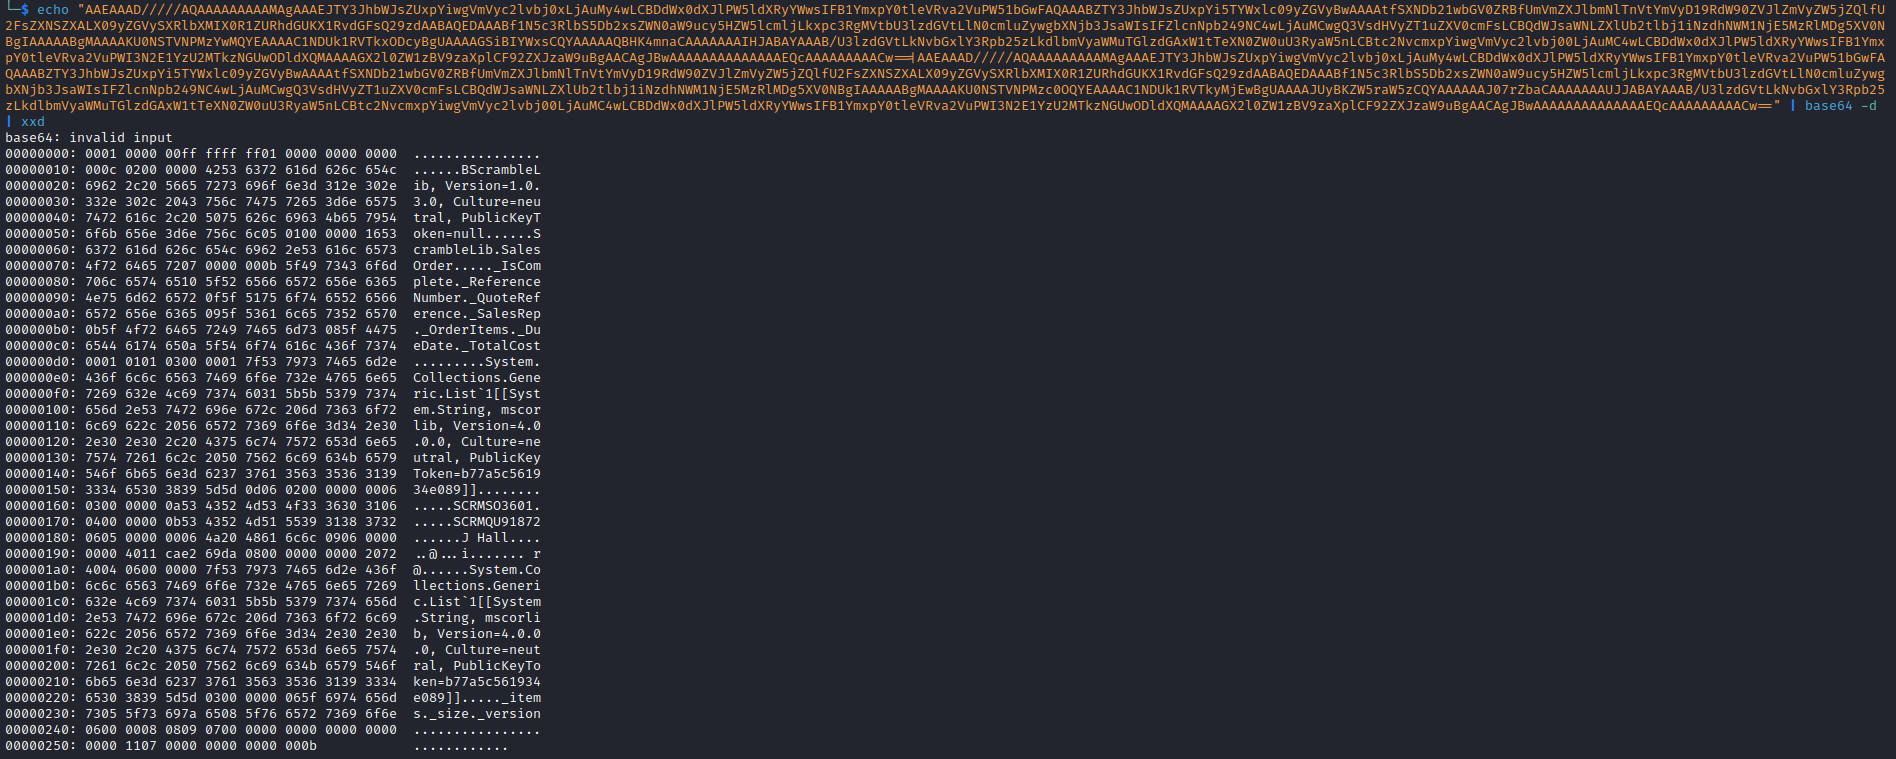 └─$ echo "AAEAAAD/////AQAAAAAAAAAMAgAAAEJTY3JhbWJsZUxpYiwgVmVyc2lvbj0xLjAuMy4wLCBDdWx0dXJlPW5ldXRyYWwsIFB1YmxpY0tleVRva2VuPW51bGwFAQAAABZTY3JhbWJsZUxpYi5TYWxlc09yZGVyBwAAAAtfSXNDb21wbGV0ZRBfUmVmZXJlbmNlTnVtYmVyD19RdW90ZVJlZmVyZW5jZQlfU
2FsZXNSZXALX09yZGVySXRlbXMIX0R1ZURhdGUKX1RvdGFsQ29zdAABAQEDAAABf1N5c3RlbS5Db2xsZWN0aW9ucy5HZW5lcmljLkxpc3RgMVtbU3lzdGVtLlN0cmluZywgbXNjb3JsaWIsIFZlcnNpb249NC4wLjAuMCwgQ3VsdHVyZT1uZXV0cmFsLCBQdWJsaWNLZXlUb2tlbj1iNzdhNWM1NjE5MzRlMDg5XV0N
BgIAAAAABgMAAAAKU0NSTVNPMzYwMQYEAAAAC1NDUk1RVTkxODcyBgUAAAAGSiBIYWxsCQYAAAAAQBHK4mnaCAAAAAAAIHJABAYAAAB/U3lzdGVtLkNvbGxlY3Rpb25zLkdlbmVyaWMuTGlzdGAxW1tTeXN0ZW0uU3RyaW5nLCBtc2NvcmxpYiwgVmVyc2lvbj00LjAuMC4wLCBDdWx0dXJlPW5ldXRyYWwsIFB1Ymx
pY0tleVRva2VuPWI3N2E1YzU2MTkzNGUwODldXQMAAAAGX2l0ZW1zBV9zaXplCF92ZXJzaW9uBgAACAgJBwAAAAAAAAAAAAAAEQcAAAAAAAAACw==|AAEAAAD/////AQAAAAAAAAAMAgAAAEJTY3JhbWJsZUxpYiwgVmVyc2lvbj0xLjAuMy4wLCBDdWx0dXJlPW5ldXRyYWwsIFB1YmxpY0tleVRva2VuPW51bGwFA
QAAABZTY3JhbWJsZUxpYi5TYWxlc09yZGVyBwAAAAtfSXNDb21wbGV0ZRBfUmVmZXJlbmNlTnVtYmVyD19RdW90ZVJlZmVyZW5jZQlfU2FsZXNSZXALX09yZGVySXRlbXMIX0R1ZURhdGUKX1RvdGFsQ29zdAABAQEDAAABf1N5c3RlbS5Db2xsZWN0aW9ucy5HZW5lcmljLkxpc3RgMVtbU3lzdGVtLlN0cmluZywg
bXNjb3JsaWIsIFZlcnNpb249NC4wLjAuMCwgQ3VsdHVyZT1uZXV0cmFsLCBQdWJsaWNLZXlUb2tlbj1iNzdhNWM1NjE5MzRlMDg5XV0NBgIAAAAABgMAAAAKU0NSTVNPMzc0OQYEAAAAC1NDUk1RVTkyMjEwBgUAAAAJUyBKZW5raW5zCQYAAAAAAJ07rZbaCAAAAAAAUJJABAYAAAB/U3lzdGVtLkNvbGxlY3Rpb25
zLkdlbmVyaWMuTGlzdGAxW1tTeXN0ZW0uU3RyaW5nLCBtc2NvcmxpYiwgVmVyc2lvbj00LjAuMC4wLCBDdWx0dXJlPW5ldXRyYWwsIFB1YmxpY0tleVRva2VuPWI3N2E1YzU2MTkzNGUwODldXQMAAAAGX2l0ZW1zBV9zaXplCF92ZXJzaW9uBgAACAgJBwAAAAAAAAAAAAAAEQcAAAAAAAAACw==" | base64 -d
| xxd
base64: invalid input
00000000: 0001 0000 00ff ffff ff01 0000 0000 0000  ................
00000010: 000c 0200 0000 4253 6372 616d 626c 654c  ......BScrambleL
00000020: 6962 2c20 5665 7273 696f 6e3d 312e 302e  ib, Version=1.0.
00000030: 332e 302c 2043 756c 7475 7265 3d6e 6575  3.0, Culture=neu
00000040: 7472 616c 2c20 5075 626c 6963 4b65 7954  tral, PublicKeyT
00000050: 6f6b 656e 3d6e 756c 6c05 0100 0000 1653  oken=null......S
00000060: 6372 616d 626c 654c 6962 2e53 616c 6573  crambleLib.Sales
00000070: 4f72 6465 7207 0000 000b 5f49 7343 6f6d  Order....._IsCom
00000080: 706c 6574 6510 5f52 6566 6572 656e 6365  plete._Reference
00000090: 4e75 6d62 6572 0f5f 5175 6f74 6552 6566  Number._QuoteRef
000000a0: 6572 656e 6365 095f 5361 6c65 7352 6570  erence._SalesRep
000000b0: 0b5f 4f72 6465 7249 7465 6d73 085f 4475  ._OrderItems._Du
000000c0: 6544 6174 650a 5f54 6f74 616c 436f 7374  eDate._TotalCost
000000d0: 0001 0101 0300 0001 7f53 7973 7465 6d2e  .........System.
000000e0: 436f 6c6c 6563 7469 6f6e 732e 4765 6e65  Collections.Gene
000000f0: 7269 632e 4c69 7374 6031 5b5b 5379 7374  ric.List`1[[Syst
00000100: 656d 2e53 7472 696e 672c 206d 7363 6f72  em.String, mscor
00000110: 6c69 622c 2056 6572 7369 6f6e 3d34 2e30  lib, Version=4.0
00000120: 2e30 2e30 2c20 4375 6c74 7572 653d 6e65  .0.0, Culture=ne
00000130: 7574 7261 6c2c 2050 7562 6c69 634b 6579  utral, PublicKey
00000140: 546f 6b65 6e3d 6237 3761 3563 3536 3139  Token=b77a5c5619
00000150: 3334 6530 3839 5d5d 0d06 0200 0000 0006  34e089]]........
00000160: 0300 0000 0a53 4352 4d53 4f33 3630 3106  .....SCRMSO3601.
00000170: 0400 0000 0b53 4352 4d51 5539 3138 3732  .....SCRMQU91872
00000180: 0605 0000 0006 4a20 4861 6c6c 0906 0000  ......J Hall....
00000190: 0000 4011 cae2 69da 0800 0000 0000 2072  ..@...i....... r
000001a0: 4004 0600 0000 7f53 7973 7465 6d2e 436f  @......System.Co
000001b0: 6c6c 6563 7469 6f6e 732e 4765 6e65 7269  llections.Generi
000001c0: 632e 4c69 7374 6031 5b5b 5379 7374 656d  c.List`1[[System
000001d0: 2e53 7472 696e 672c 206d 7363 6f72 6c69  .String, mscorli
000001e0: 622c 2056 6572 7369 6f6e 3d34 2e30 2e30  b, Version=4.0.0
000001f0: 2e30 2c20 4375 6c74 7572 653d 6e65 7574  .0, Culture=neut
00000200: 7261 6c2c 2050 7562 6c69 634b 6579 546f  ral, PublicKeyTo
00000210: 6b65 6e3d 6237 3761 3563 3536 3139 3334  ken=b77a5c561934
00000220: 6530 3839 5d5d 0300 0000 065f 6974 656d  e089]]....._item
00000230: 7305 5f73 697a 6508 5f76 6572 7369 6f6e  s._size._version
00000240: 0600 0008 0809 0700 0000 0000 0000 0000  ................
00000250: 0000 1107 0000 0000 0000 000b            ............